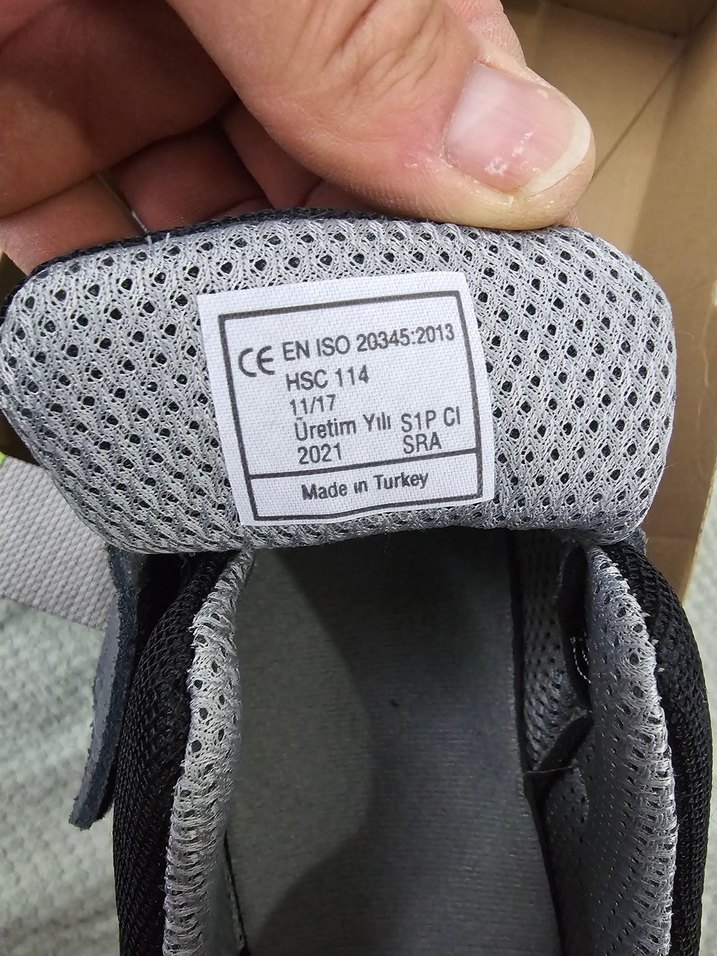 CE EN ISO 20345:2013
HSC 114
11/17
Üretim Yılı S1P CI
2021 SRA
Made in Turkey